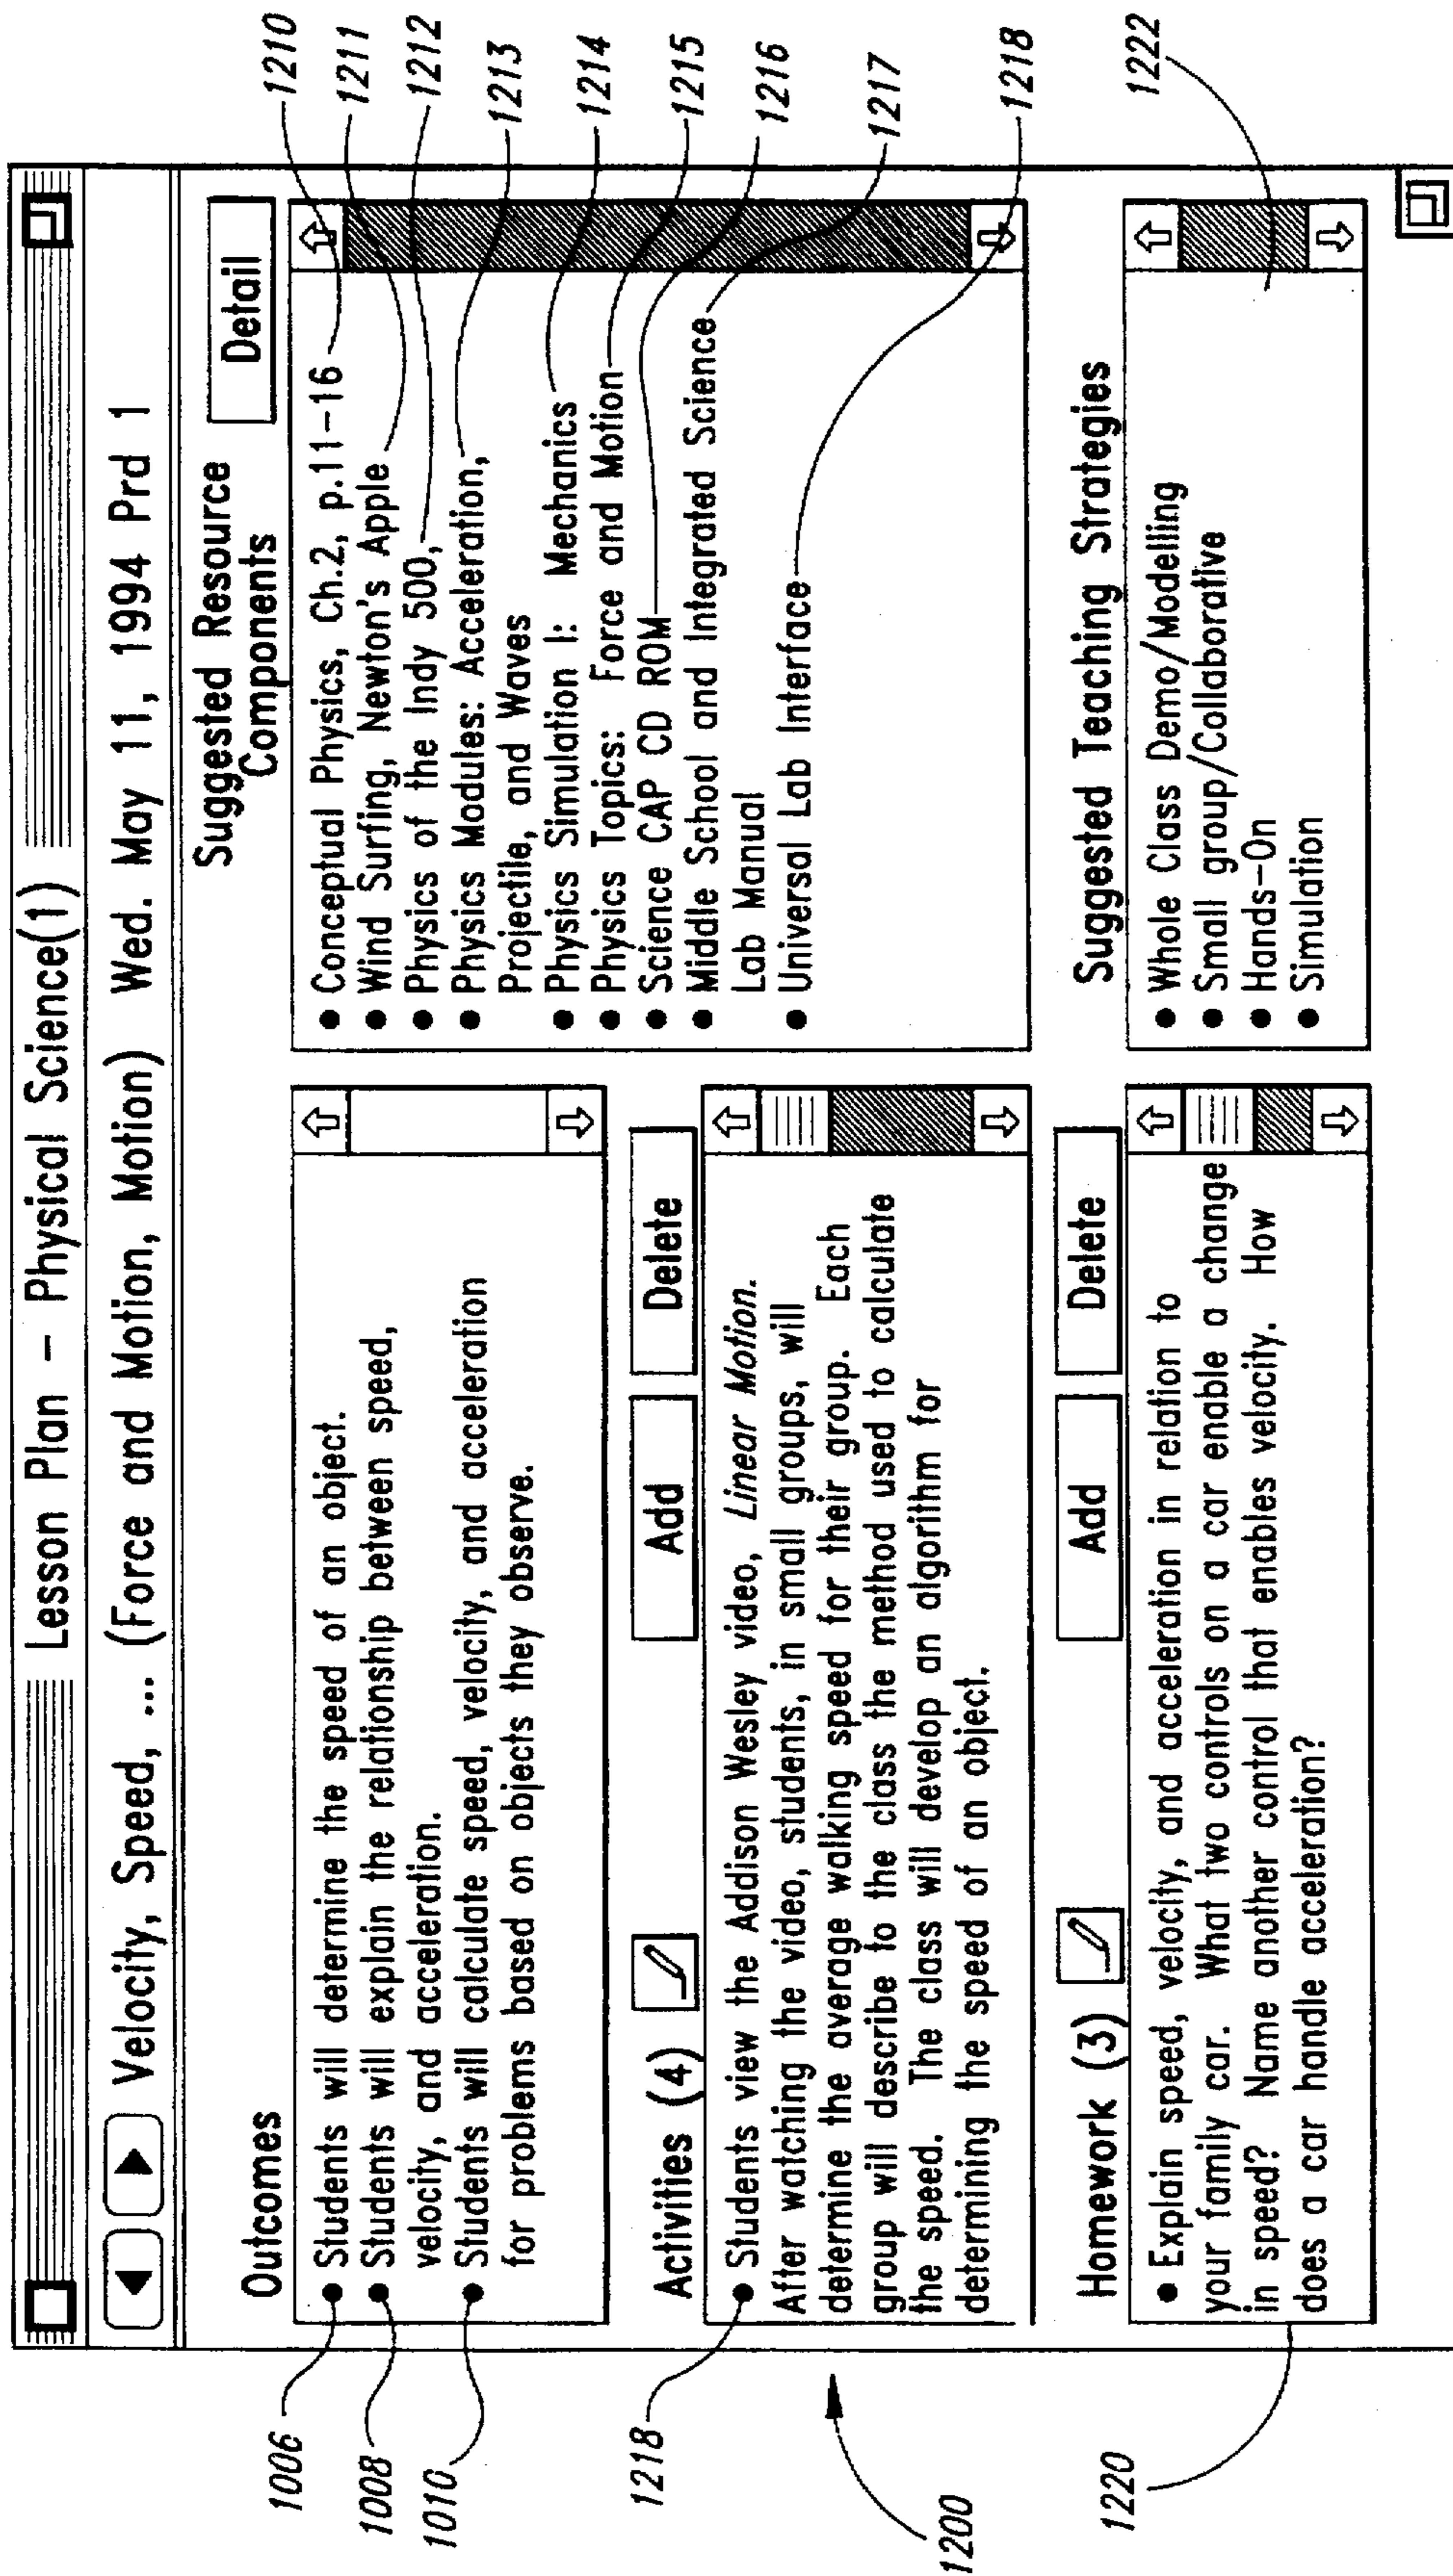 Lesson Plan – Physical Science(1)
Velocity, Speed, ... (Force and Motion, Motion) Wed. May 11, 1994 Prd 1
Outcomes
● Students will determine the speed of an object.
● Students will explain the relationship between speed,
velocity, and acceleration.
● Students will calculate speed, velocity, and acceleration
for problems based on objects they observe.
1006
1008
1010
Activities (4)
Add
Delete
● Students view the Addison Wesley video, Linear Motion.
After watching the video, students, in small groups, will
determine the average walking speed for their group. Each
group will describe to the class the method used to calculate
the speed. The class will develop an algorithm for
determining the speed of an object.
1218
1200
Homework (3)
Add
Delete
● Explain speed, velocity, and acceleration in relation to
your family car. What two controls on a car enable a change
in speed? Name another control that enables velocity. How
does a car handle acceleration?
1220
Suggested Resource
Components
Detail
● Conceptual Physics, Ch.2, p.11-16
● Wind Surfing, Newton's Apple
● Physics of the Indy 500,
● Physics Modules: Acceleration,
Projectile, and Waves
● Physics Simulation I: Mechanics
● Physics Topics: Force and Motion
● Science CAP CD ROM
● Middle School and Integrated Science
Lab Manual
● Universal Lab Interface
1210
1211
1212
1213
1214
1215
1216
1217
1218
Suggested Teaching Strategies
● Whole Class Demo/Modelling
● Small group/Collaborative
● Hands-On
● Simulation
1222